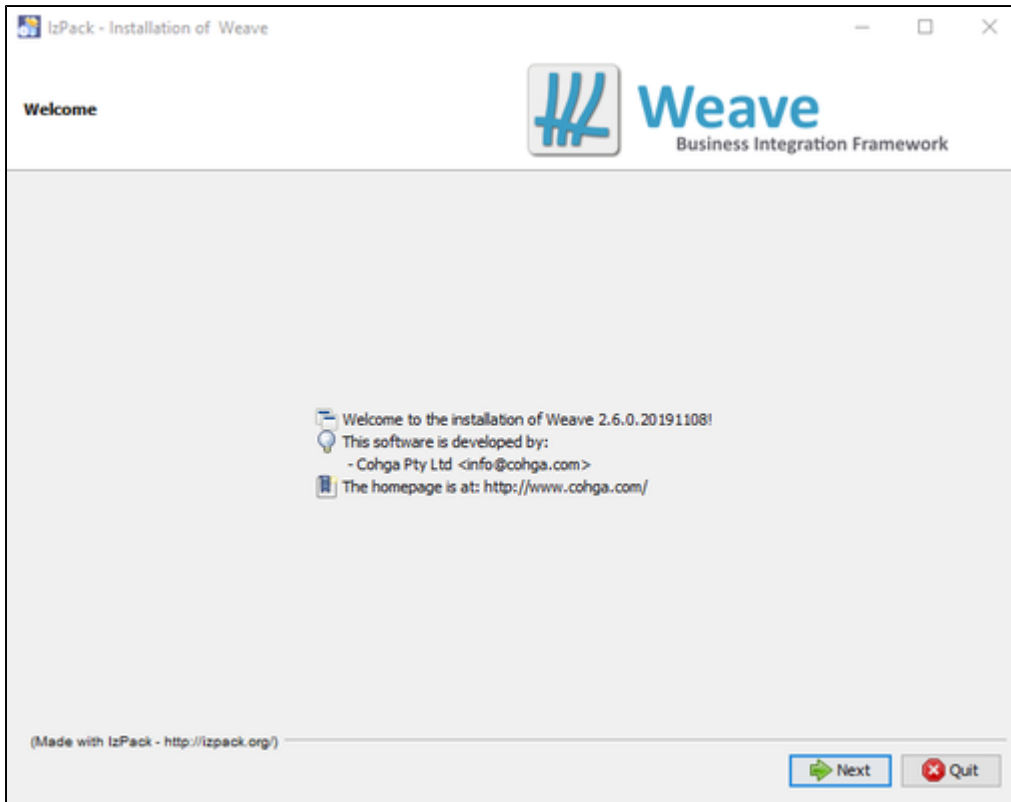 IzPack - Installation of Weave
Welcome
Weave
Business Integration Framework
Welcome to the installation of Weave 2.6.0.20191108!
This software is developed by:
- Cohga Pty Ltd <info@cohga.com>
The homepage is at: http://www.cohga.com/
(Made with IzPack - http://izpack.org/)
Next
Quit